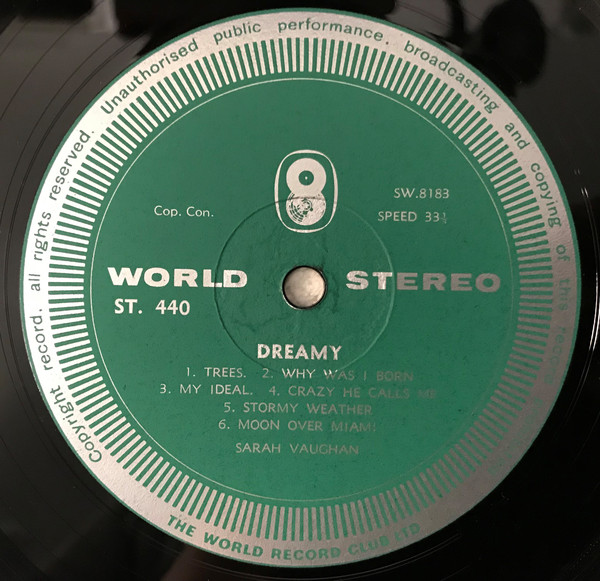 Copyright record. all rights reserved. Unauthorised public performance. broadcasting and copying of this record
Cop. Con.
SW.8183
SPEED 33⅓
WORLD STEREO
ST. 440
DREAMY
1. TREES. 2. WHY WAS I BORN
3. MY IDEAL. 4. CRAZY HE CALLS ME
5. STORMY WEATHER
6. MOON OVER MIAMI
SARAH VAUGHAN
THE WORLD RECORD CLUB LTD